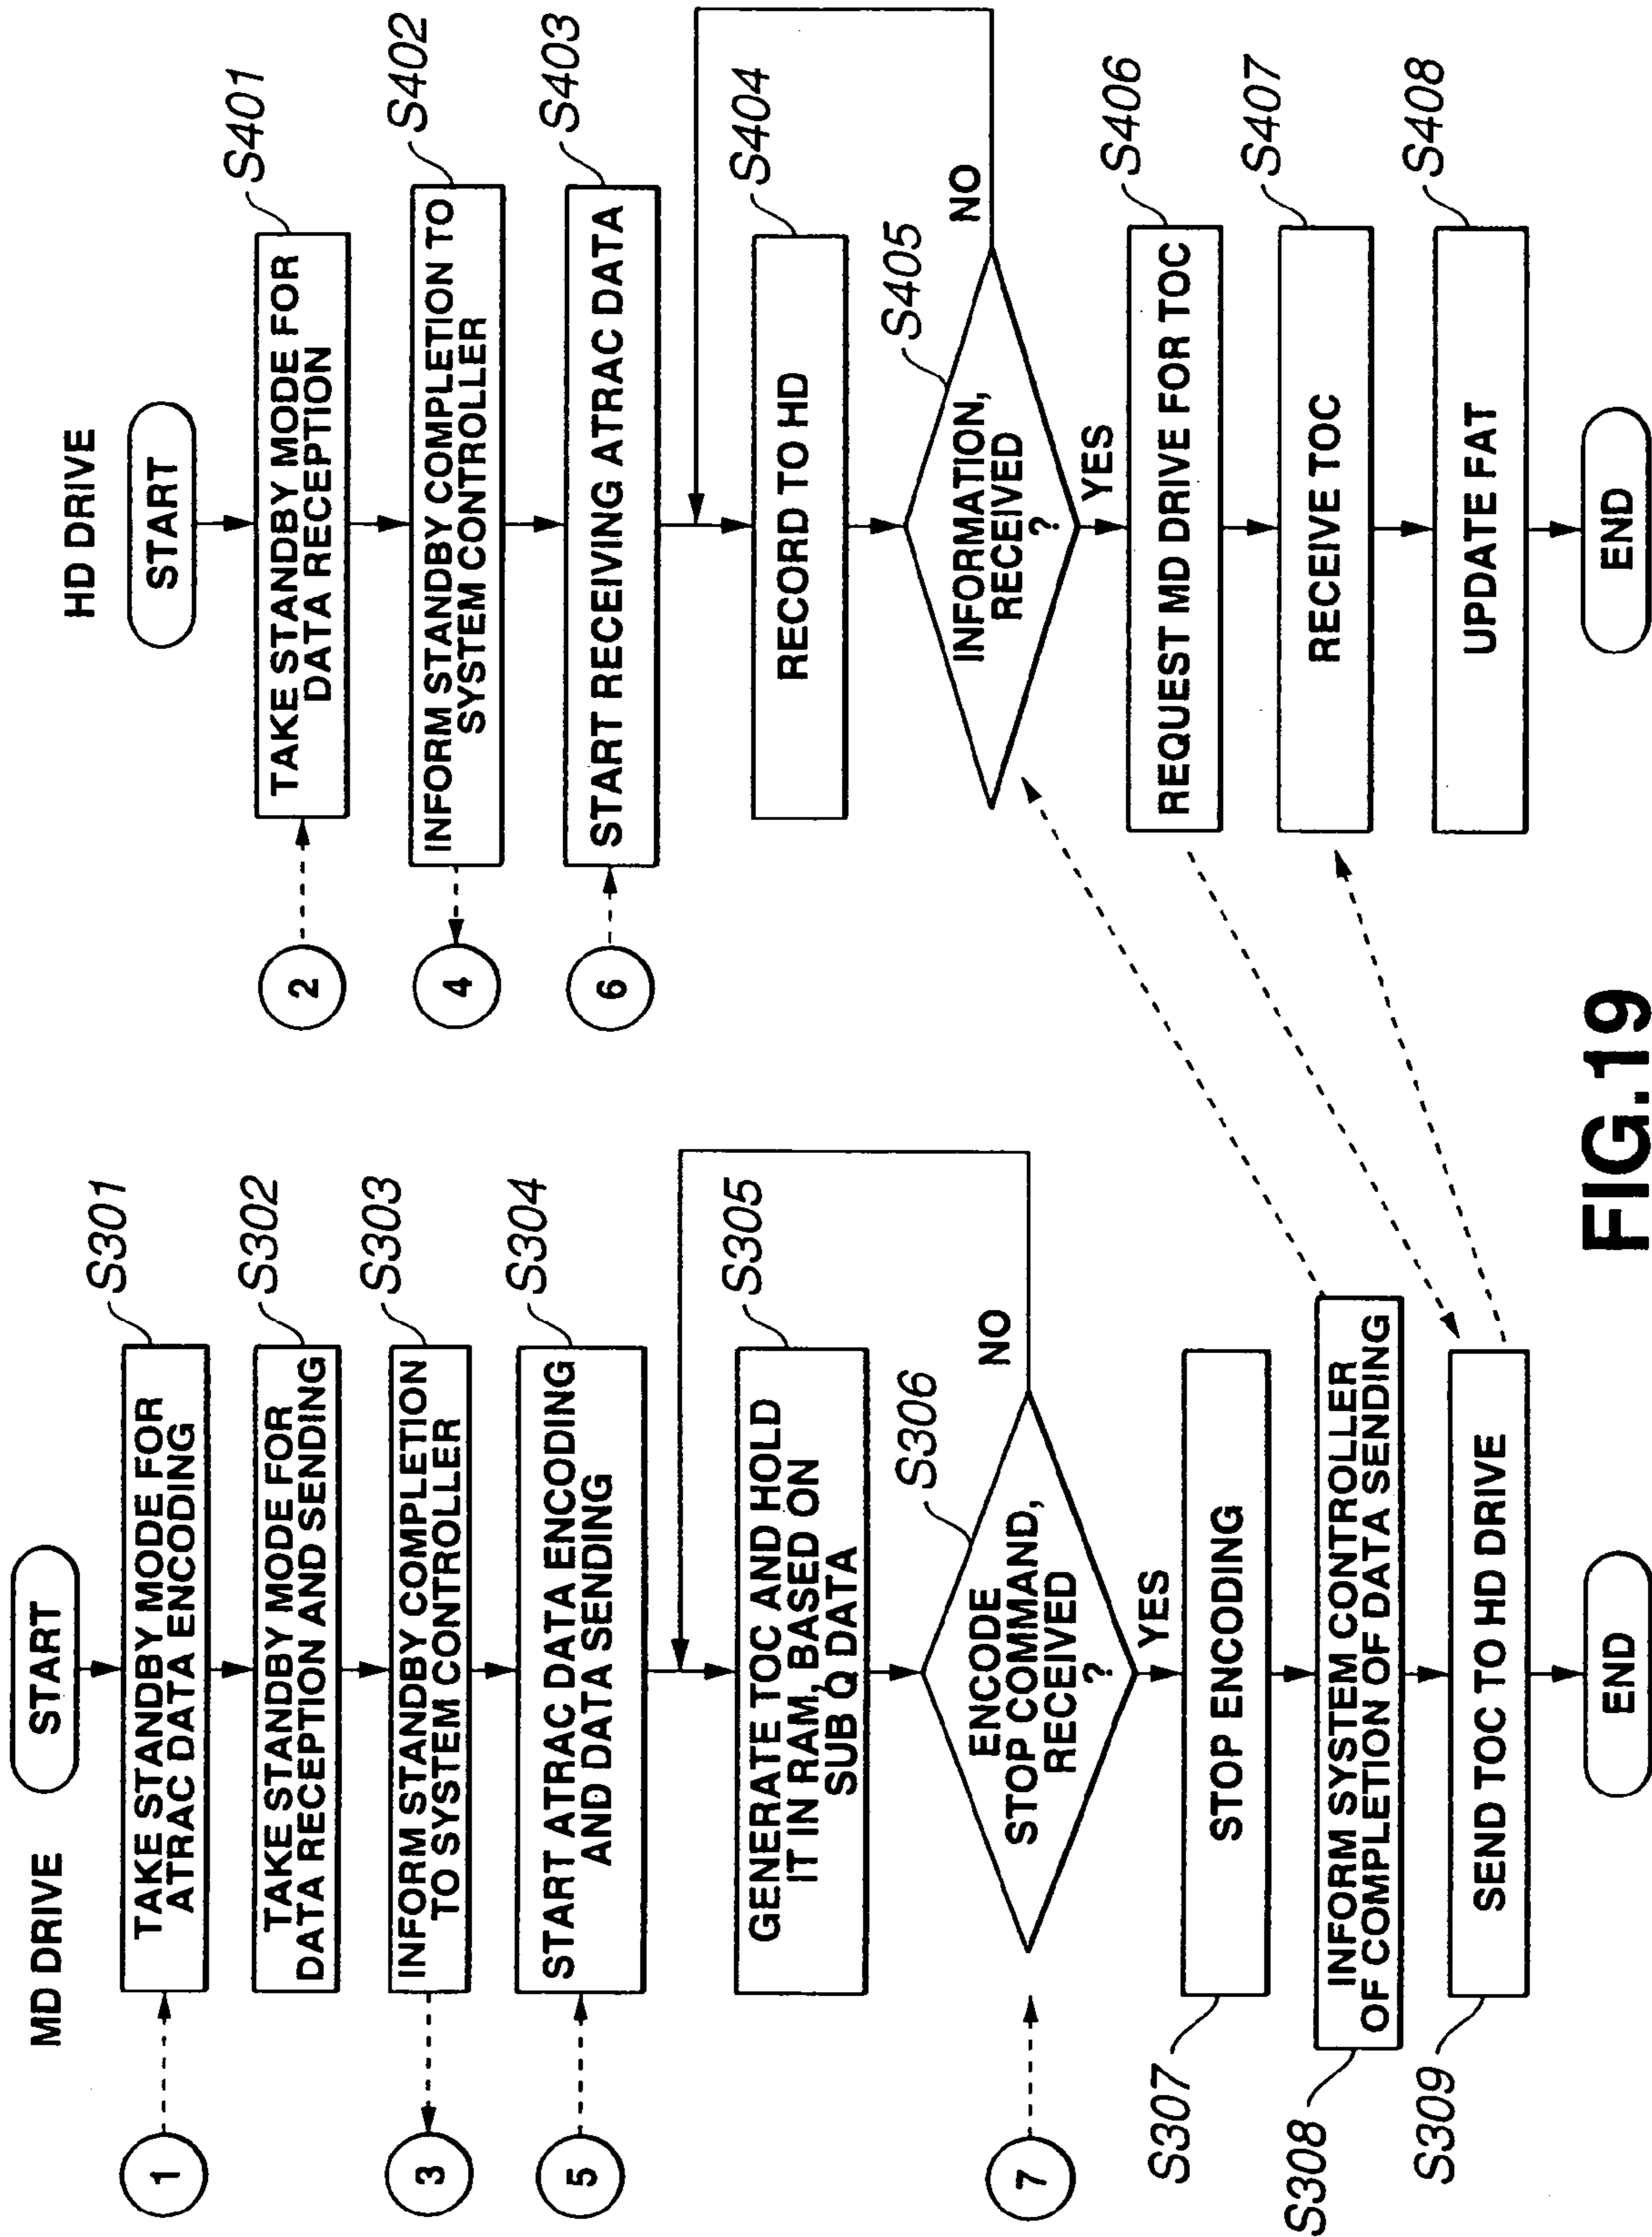 MD DRIVE
START
1
TAKE STANDBY MODE FOR
ATRAC DATA ENCODING
S301
TAKE STANDBY MODE FOR
DATA RECEPTION AND SENDING
S302
3
INFORM STANDBY COMPLETION
TO SYSTEM CONTROLLER
S303
5
START ATRAC DATA ENCODING
AND DATA SENDING
S304
GENERATE TOC AND HOLD
IT IN RAM, BASED ON
SUB Q DATA
S305
7
ENCODE
STOP COMMAND,
RECEIVED
?
S306
NO
YES
STOP ENCODING
S307
INFORM SYSTEM CONTROLLER
OF COMPLETION OF DATA SENDING
S308
SEND TOC TO HD DRIVE
S309
END
HD DRIVE
START
2
TAKE STANDBY MODE FOR
DATA RECEPTION
S401
4
INFORM STANDBY COMPLETION TO
SYSTEM CONTROLLER
S402
6
START RECEIVING ATRAC DATA
S403
RECORD TO HD
S404
INFORMATION,
RECEIVED
?
S405
NO
YES
REQUEST MD DRIVE FOR TOC
S406
RECEIVE TOC
S407
UPDATE FAT
S408
END
FIG.19